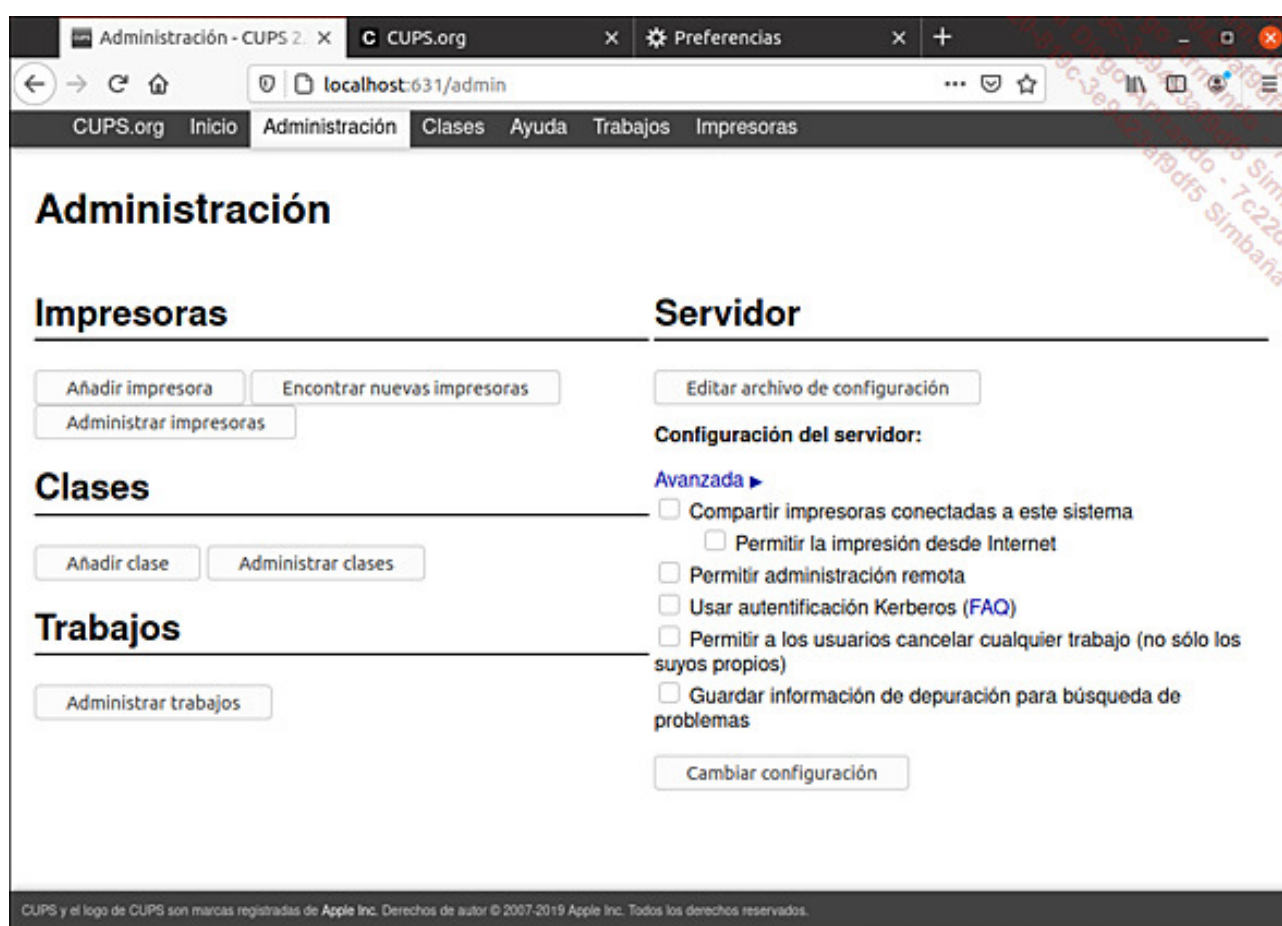 Administración - CUPS 2.
CUPS.org
Preferencias
localhost:631/admin
CUPS.org Inicio Administración Clases Ayuda Trabajos Impresoras
Administración
Impresoras
Añadir impresora Encontrar nuevas impresoras
Administrar impresoras
Clases
Añadir clase Administrar clases
Trabajos
Administrar trabajos
Servidor
Editar archivo de configuración
Configuración del servidor:
Avanzada ▶
Compartir impresoras conectadas a este sistema
Permitir la impresión desde Internet
Permitir administración remota
Usar autentificación Kerberos (FAQ)
Permitir a los usuarios cancelar cualquier trabajo (no sólo los
suyos propios)
Guardar información de depuración para búsqueda de
problemas
Cambiar configuración
CUPS y el logo de CUPS son marcas registradas de Apple Inc. Derechos de autor © 2007-2019 Apple Inc. Todos los derechos reservados.